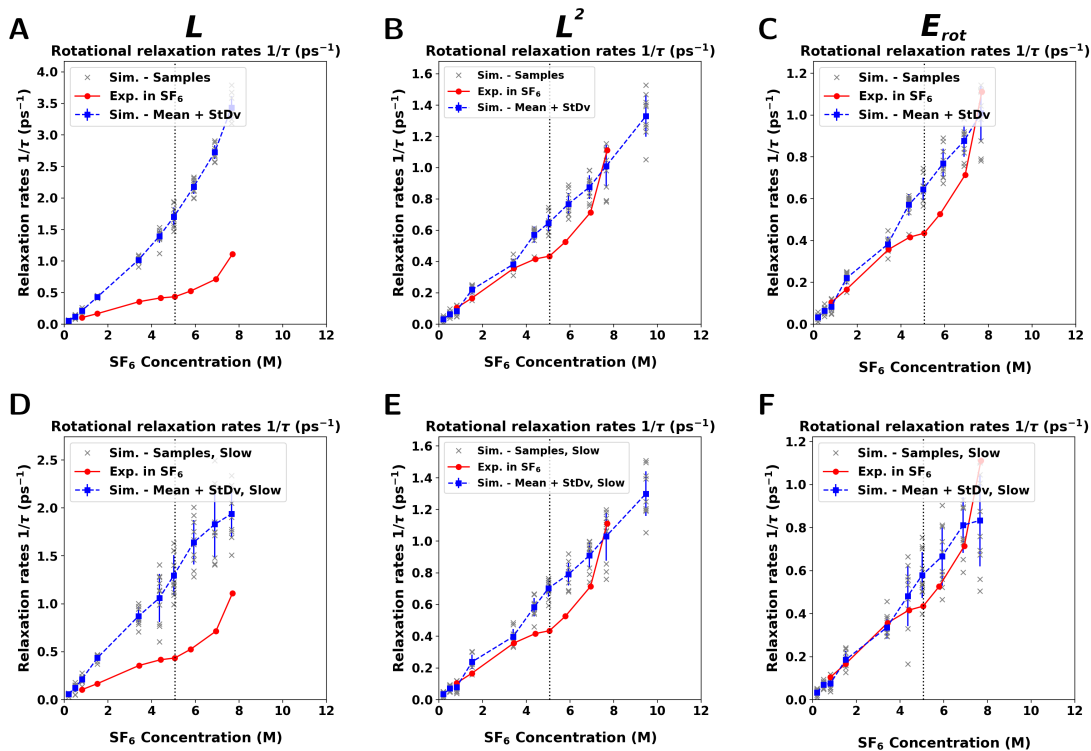 A
L
Rotational relaxation rates 1/τ (ps⁻¹)
Relaxation rates 1/τ (ps⁻¹)
4.0
3.5
3.0
2.5
2.0
1.5
1.0
0.5
0.0
Sim. - Samples
Exp. in SF₆
Sim. - Mean + StDv
0 2 4 6 8 10 12
SF₆ Concentration (M)
B
L²
Rotational relaxation rates 1/τ (ps⁻¹)
Relaxation rates 1/τ (ps⁻¹)
1.6
1.4
1.2
1.0
0.8
0.6
0.4
0.2
0.0
Sim. - Samples
Exp. in SF₆
Sim. - Mean + StDv
0 2 4 6 8 10 12
SF₆ Concentration (M)
C
E_rot
Rotational relaxation rates 1/τ (ps⁻¹)
Relaxation rates 1/τ (ps⁻¹)
1.2
1.0
0.8
0.6
0.4
0.2
0.0
Sim. - Samples
Exp. in SF₆
Sim. - Mean + StDv
0 2 4 6 8 10 12
SF₆ Concentration (M)
D
Rotational relaxation rates 1/τ (ps⁻¹)
Relaxation rates 1/τ (ps⁻¹)
2.5
2.0
1.5
1.0
0.5
0.0
Sim. - Samples, Slow
Exp. in SF₆
Sim. - Mean + StDv, Slow
0 2 4 6 8 10 12
SF₆ Concentration (M)
E
Rotational relaxation rates 1/τ (ps⁻¹)
Relaxation rates 1/τ (ps⁻¹)
1.6
1.4
1.2
1.0
0.8
0.6
0.4
0.2
0.0
Sim. - Samples, Slow
Exp. in SF₆
Sim. - Mean + StDv, Slow
0 2 4 6 8 10 12
SF₆ Concentration (M)
F
Rotational relaxation rates 1/τ (ps⁻¹)
Relaxation rates 1/τ (ps⁻¹)
1.2
1.0
0.8
0.6
0.4
0.2
0.0
Sim. - Samples, Slow
Exp. in SF₆
Sim. - Mean + StDv, Slow
0 2 4 6 8 10 12
SF₆ Concentration (M)